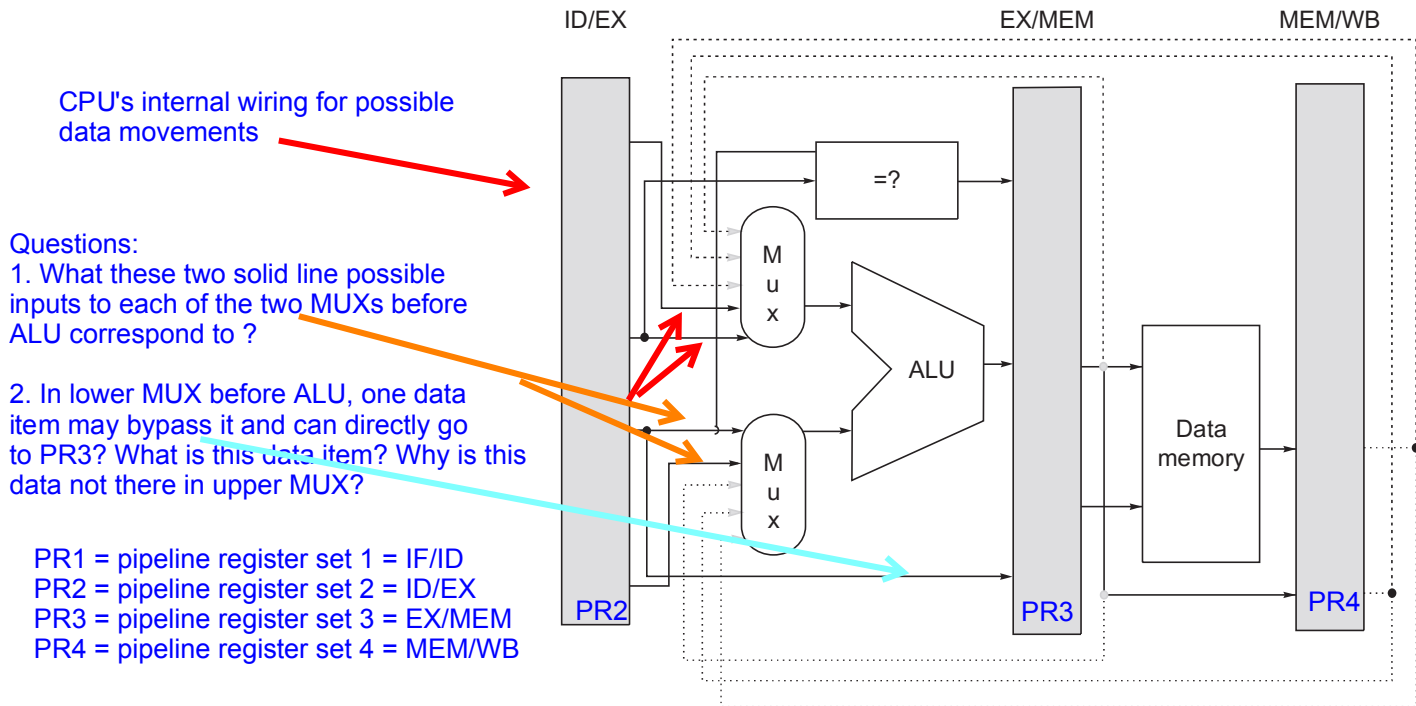 ID/EX
EX/MEM
MEM/WB
CPU's internal wiring for possible
data movements
=?
Questions:
1. What these two solid line possible
inputs to each of the two MUXs before
ALU correspond to ?
2. In lower MUX before ALU, one data
item may bypass it and can directly go
to PR3? What is this data item? Why is this
data not there in upper MUX?
PR1 = pipeline register set 1 = IF/ID
PR2 = pipeline register set 2 = ID/EX
PR3 = pipeline register set 3 = EX/MEM
PR4 = pipeline register set 4 = MEM/WB
M
u
x
ALU
M
u
x
Data
memory
PR2
PR3
PR4